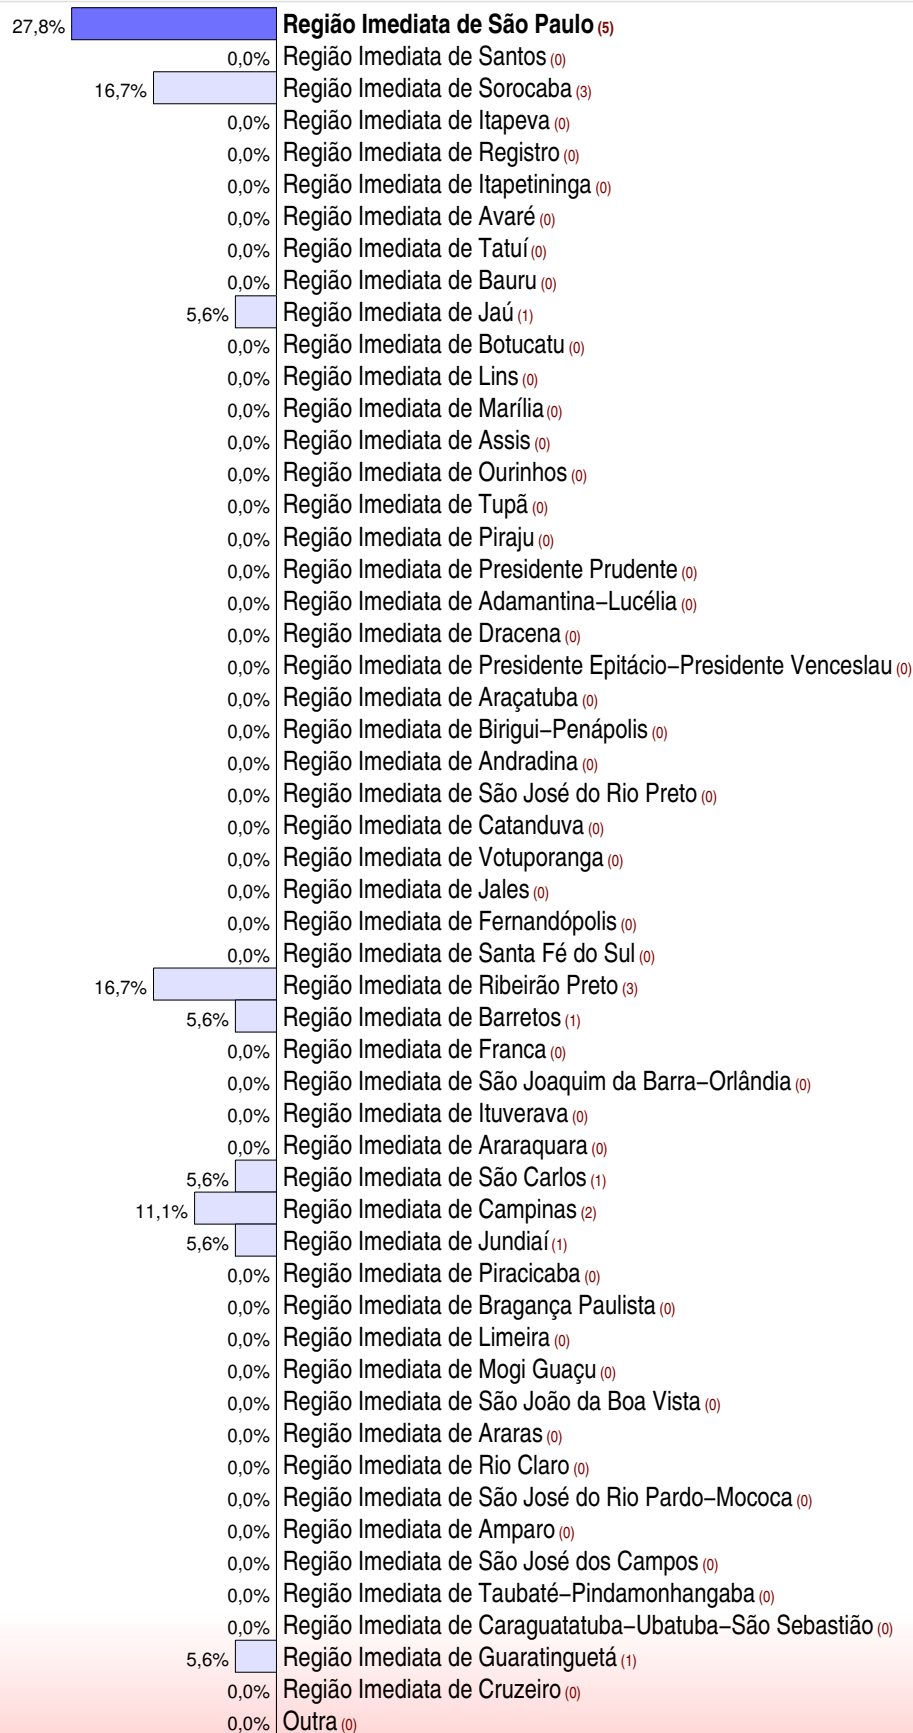 27,8% Região Imediata de São Paulo (5)
0,0% Região Imediata de Santos (0)
16,7% Região Imediata de Sorocaba (3)
0,0% Região Imediata de Itapeva (0)
0,0% Região Imediata de Registro (0)
0,0% Região Imediata de Itapetininga (0)
0,0% Região Imediata de Avaré (0)
0,0% Região Imediata de Tatuí (0)
0,0% Região Imediata de Bauru (0)
5,6% Região Imediata de Jaú (1)
0,0% Região Imediata de Botucatu (0)
0,0% Região Imediata de Lins (0)
0,0% Região Imediata de Marília (0)
0,0% Região Imediata de Assis (0)
0,0% Região Imediata de Ourinhos (0)
0,0% Região Imediata de Tupã (0)
0,0% Região Imediata de Piraju (0)
0,0% Região Imediata de Presidente Prudente (0)
0,0% Região Imediata de Adamantina−Lucélia (0)
0,0% Região Imediata de Dracena (0)
0,0% Região Imediata de Presidente Epitácio−Presidente Venceslau (0)
0,0% Região Imediata de Araçatuba (0)
0,0% Região Imediata de Birigui−Penápolis (0)
0,0% Região Imediata de Andradina (0)
0,0% Região Imediata de São José do Rio Preto (0)
0,0% Região Imediata de Catanduva (0)
0,0% Região Imediata de Votuporanga (0)
0,0% Região Imediata de Jales (0)
0,0% Região Imediata de Fernandópolis (0)
0,0% Região Imediata de Santa Fé do Sul (0)
16,7% Região Imediata de Ribeirão Preto (3)
5,6% Região Imediata de Barretos (1)
0,0% Região Imediata de Franca (0)
0,0% Região Imediata de São Joaquim da Barra−Orlândia (0)
0,0% Região Imediata de Ituverava (0)
0,0% Região Imediata de Araraquara (0)
5,6% Região Imediata de São Carlos (1)
11,1% Região Imediata de Campinas (2)
5,6% Região Imediata de Jundiaí (1)
0,0% Região Imediata de Piracicaba (0)
0,0% Região Imediata de Bragança Paulista (0)
0,0% Região Imediata de Limeira (0)
0,0% Região Imediata de Mogi Guaçu (0)
0,0% Região Imediata de São João da Boa Vista (0)
0,0% Região Imediata de Araras (0)
0,0% Região Imediata de Rio Claro (0)
0,0% Região Imediata de São José do Rio Pardo−Mococa (0)
0,0% Região Imediata de Amparo (0)
0,0% Região Imediata de São José dos Campos (0)
0,0% Região Imediata de Taubaté−Pindamonhangaba (0)
0,0% Região Imediata de Caraguatatuba−Ubatuba−São Sebastião (0)
5,6% Região Imediata de Guaratinguetá (1)
0,0% Região Imediata de Cruzeiro (0)
0,0% Outra (0)